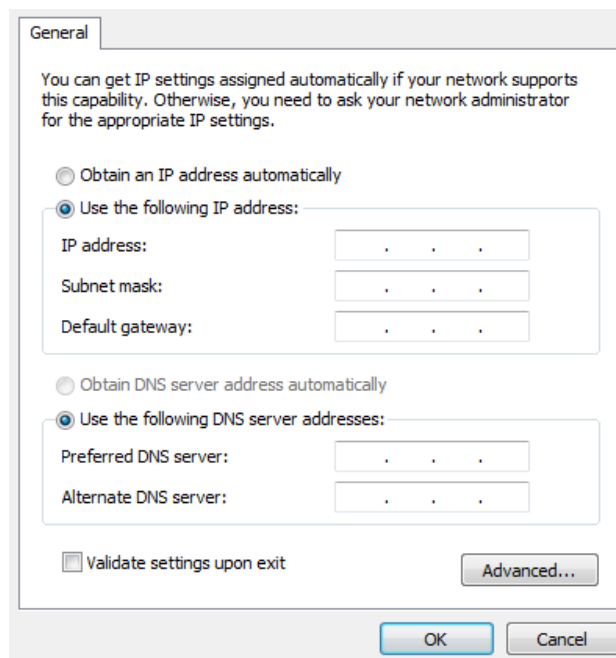 General
You can get IP settings assigned automatically if your network supports
this capability. Otherwise, you need to ask your network administrator
for the appropriate IP settings.
Obtain an IP address automatically
Use the following IP address:
IP address: . . .
Subnet mask: . . .
Default gateway: . . .
Obtain DNS server address automatically
Use the following DNS server addresses:
Preferred DNS server: . . .
Alternate DNS server: . . .
Validate settings upon exit
Advanced...
OK Cancel